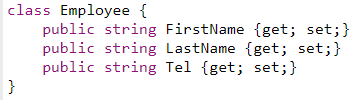 class Employee {
    public string FirstName {get; set;}
    public string LastName {get; set;}
    public string Tel {get; set;}
}